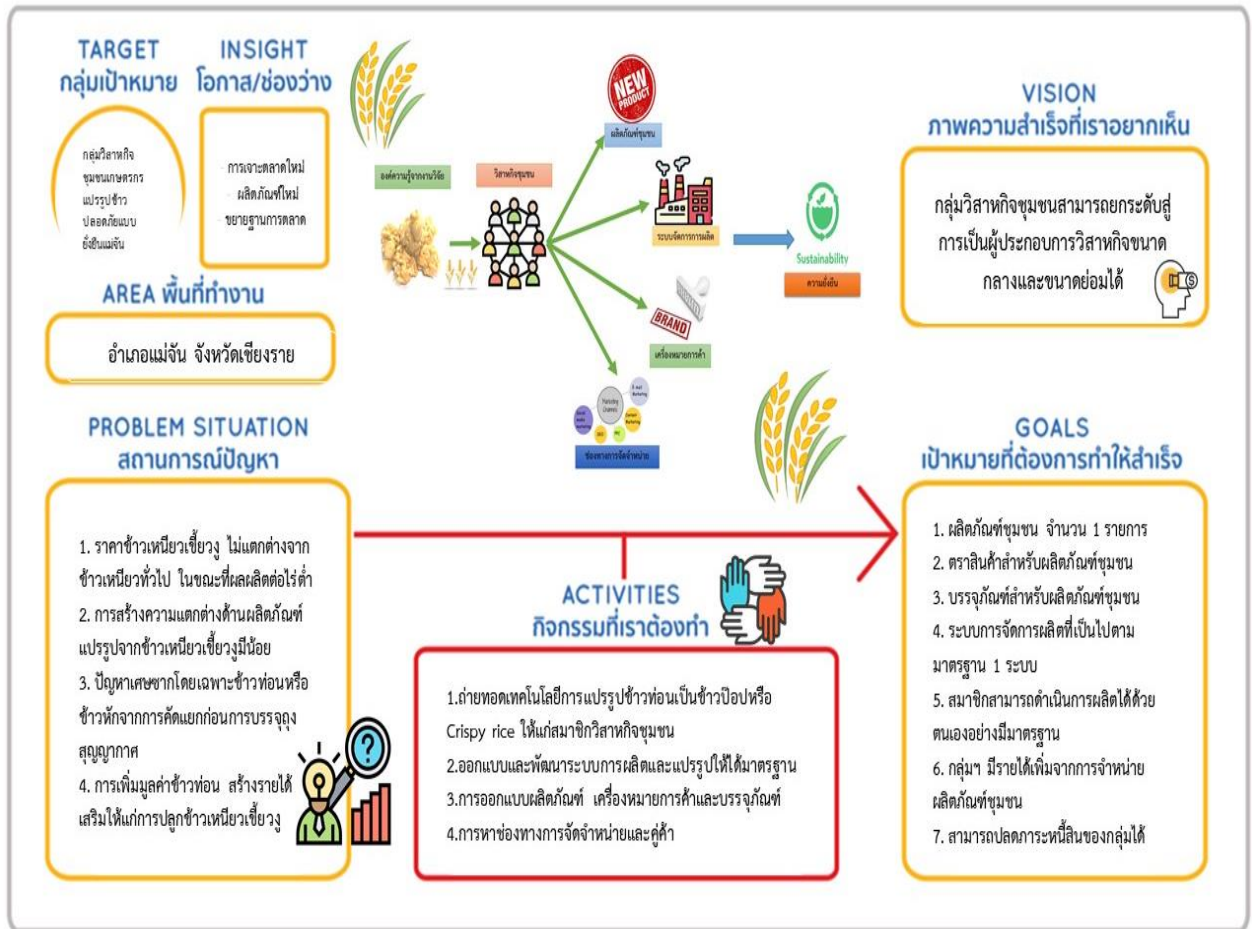 TARGET
กลุ่มเป้าหมาย
กลุ่มวิสาหกิจ
ชุมชนเกษตรกร
แปรรูปข้าว
ปลอดภัยแบบ
ยั่งยืนแม่จัน
INSIGHT
โอกาส/ช่องว่าง
- การเจาะตลาดใหม่
- ผลิตภัณฑ์ใหม่
- ขยายฐานการตลาด
AREA พื้นที่ทำงาน
อำเภอแม่จัน จังหวัดเชียงราย
องค์ความรู้จากงานวิจัย
วิสาหกิจชุมชน
NEW
PRODUCT
ผลิตภัณฑ์ชุมชน
ระบบจัดการการผลิต
Sustainability
ความยั่งยืน
BRAND
เครื่องหมายการค้า
Marketing
Channels
ช่องทางการจัดจำหน่าย
VISION
ภาพความสำเร็จที่เราอยากเห็น
กลุ่มวิสาหกิจชุมชนสามารถยกระดับสู่
การเป็นผู้ประกอบการวิสาหกิจขนาด
กลางและขนาดย่อมได้
PROBLEM SITUATION
สถานการณ์ปัญหา
1. ราคาข้าวเหนียวเขี้ยวงู ไม่แตกต่างจาก
ข้าวเหนียวทั่วไป ในขณะที่ผลผลิตต่อไร่ต่ำ
2. การสร้างความแตกต่างด้านผลิตภัณฑ์
แปรรูปจากข้าวเหนียวเขี้ยวงูมีน้อย
3. ปัญหาเศษซากโดยเฉพาะข้าวท่อนหรือ
ข้าวหักจากการคัดแยกก่อนการบรรจุถุง
สุญญากาศ
4. การเพิ่มมูลค่าข้าวท่อน สร้างรายได้
เสริมให้แก่การปลูกข้าวเหนียวเขี้ยวงู
ACTIVITIES
กิจกรรมที่เราต้องทำ
1.ถ่ายทอดเทคโนโลยีการแปรรูปข้าวท่อนเป็นข้าวป๊อปหรือ
Crispy rice ให้แก่สมาชิกวิสาหกิจชุมชน
2.ออกแบบและพัฒนาระบบการผลิตและแปรรูปให้ได้มาตรฐาน
3.การออกแบบผลิตภัณฑ์ เครื่องหมายการค้าและบรรจุภัณฑ์
4.การหาช่องทางการจัดจำหน่ายและคู่ค้า
GOALS
เป้าหมายที่ต้องการทำให้สำเร็จ
1. ผลิตภัณฑ์ชุมชน จำนวน 1 รายการ
2. ตราสินค้าสำหรับผลิตภัณฑ์ชุมชน
3. บรรจุภัณฑ์สำหรับผลิตภัณฑ์ชุมชน
4. ระบบการจัดการผลิตที่เป็นไปตาม
มาตรฐาน 1 ระบบ
5. สมาชิกสามารถดำเนินการผลิตได้ด้วย
ตนเองอย่างมีมาตรฐาน
6. กลุ่มฯ มีรายได้เพิ่มจากการจำหน่าย
ผลิตภัณฑ์ชุมชน
7. สามารถปลดภาระหนี้สินของกลุ่มได้